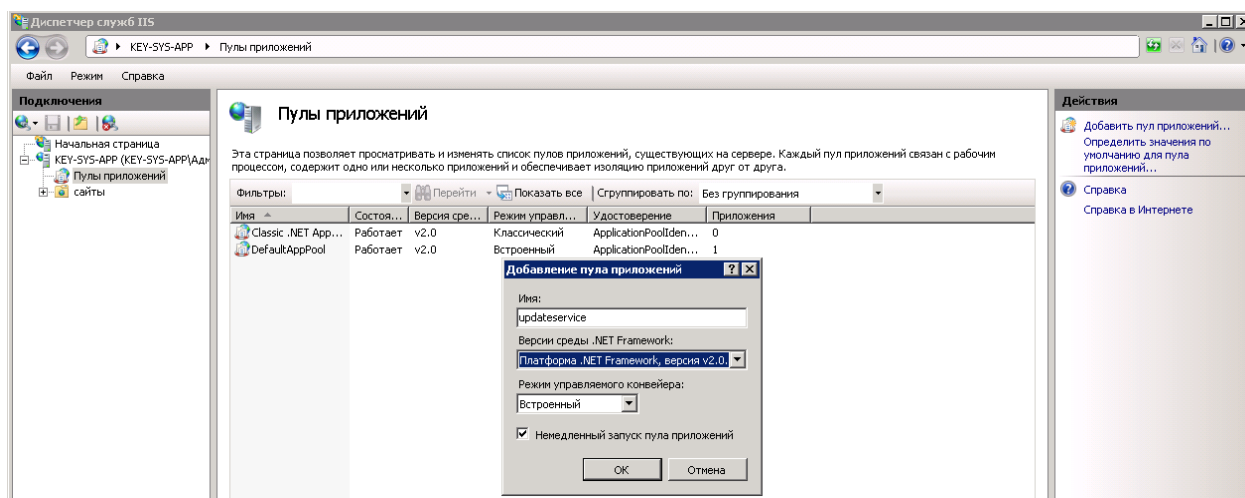 Диспетчер служб IIS
KEY-SYS-APP Пулы приложений
Файл Режим Справка
Подключения
Начальная страница
KEY-SYS-APP (KEY-SYS-APP\Адм
Пулы приложений
сайты
Пулы приложений
Эта страница позволяет просматривать и изменять список пулов приложений, существующих на сервере. Каждый пул приложений связан с рабочим
процессом, содержит одно или несколько приложений и обеспечивает изоляцию приложений друг от друга.
Фильтры: Перейти Показать все Сгруппировать по: Без группирования
Имя Состоя... Версия сре... Режим управл... Удостоверение Приложения
Classic .NET App... Работает v2.0 Классический ApplicationPoolIden... 0
DefaultAppPool Работает v2.0 Встроенный ApplicationPoolIden... 1
Добавление пула приложений
Имя:
updateservice
Версии среды .NET Framework:
Платформа .NET Framework, версия v2.0.
Режим управляемого конвейера:
Встроенный
Немедленный запуск пула приложений
OK Отмена
Действия
Добавить пул приложений...
Определить значения по
умолчанию для пула
приложений...
Справка
Справка в Интернете